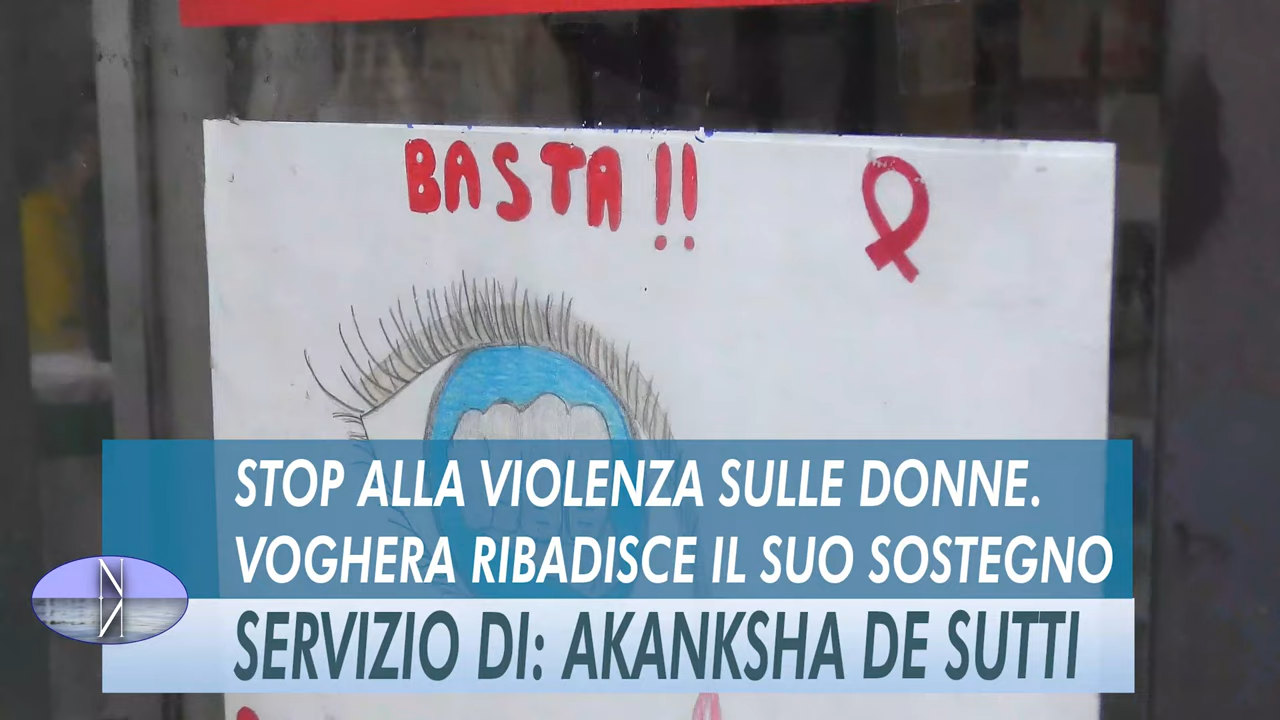 BASTA!!
STOP ALLA VIOLENZA SULLE DONNE.
VOGHERA RIBADISCE IL SUO SOSTEGNO
SERVIZIO DI: AKANKSHA DE SUTTI